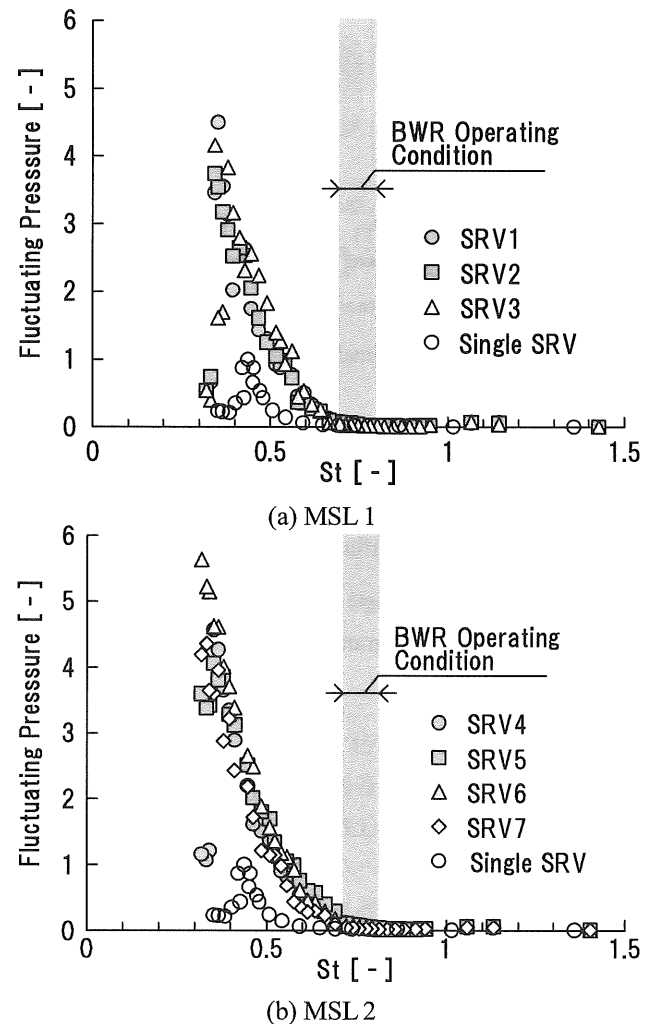 6
5
4
3
2
1
0
Fluctuating Presssure [-]
BWR Operating
Condition
SRV1
SRV2
SRV3
Single SRV
0 0.5 1 1.5
St [-]
(a) MSL 1
6
5
4
3
2
1
0
Fluctuating Presssure [-]
BWR Operating
Condition
SRV4
SRV5
SRV6
SRV7
Single SRV
0 0.5 1 1.5
St [-]
(b) MSL 2